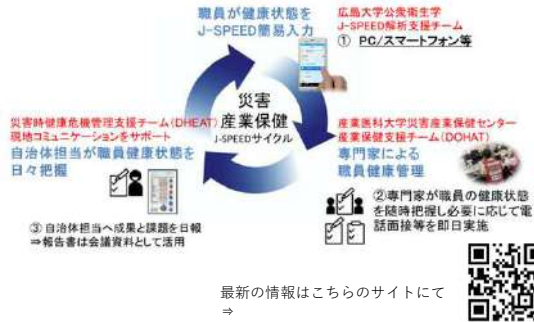 職員が健康状態を
J-SPEED簡易入力
広島大学公衆衛生学
J-SPEED解析支援チーム
① PC/スマートフォン等
災害
産業保健
J-SPEEDサイクル
災害時健康危機管理支援チーム(DHEAT)
現地コミュニケーションをサポート
自治体担当が職員健康状態を
日々把握
③ 自治体担当へ成果と課題を日報
⇒報告書は会議資料として活用
産業医科大学災害産業保健センター
産業保健支援チーム(DOHAT)
専門家による
職員健康管理
②専門家が職員の健康状態
を随時把握し必要に応じて電
話面接等を即日実施
最新の情報はこちらのサイトにて
⇒